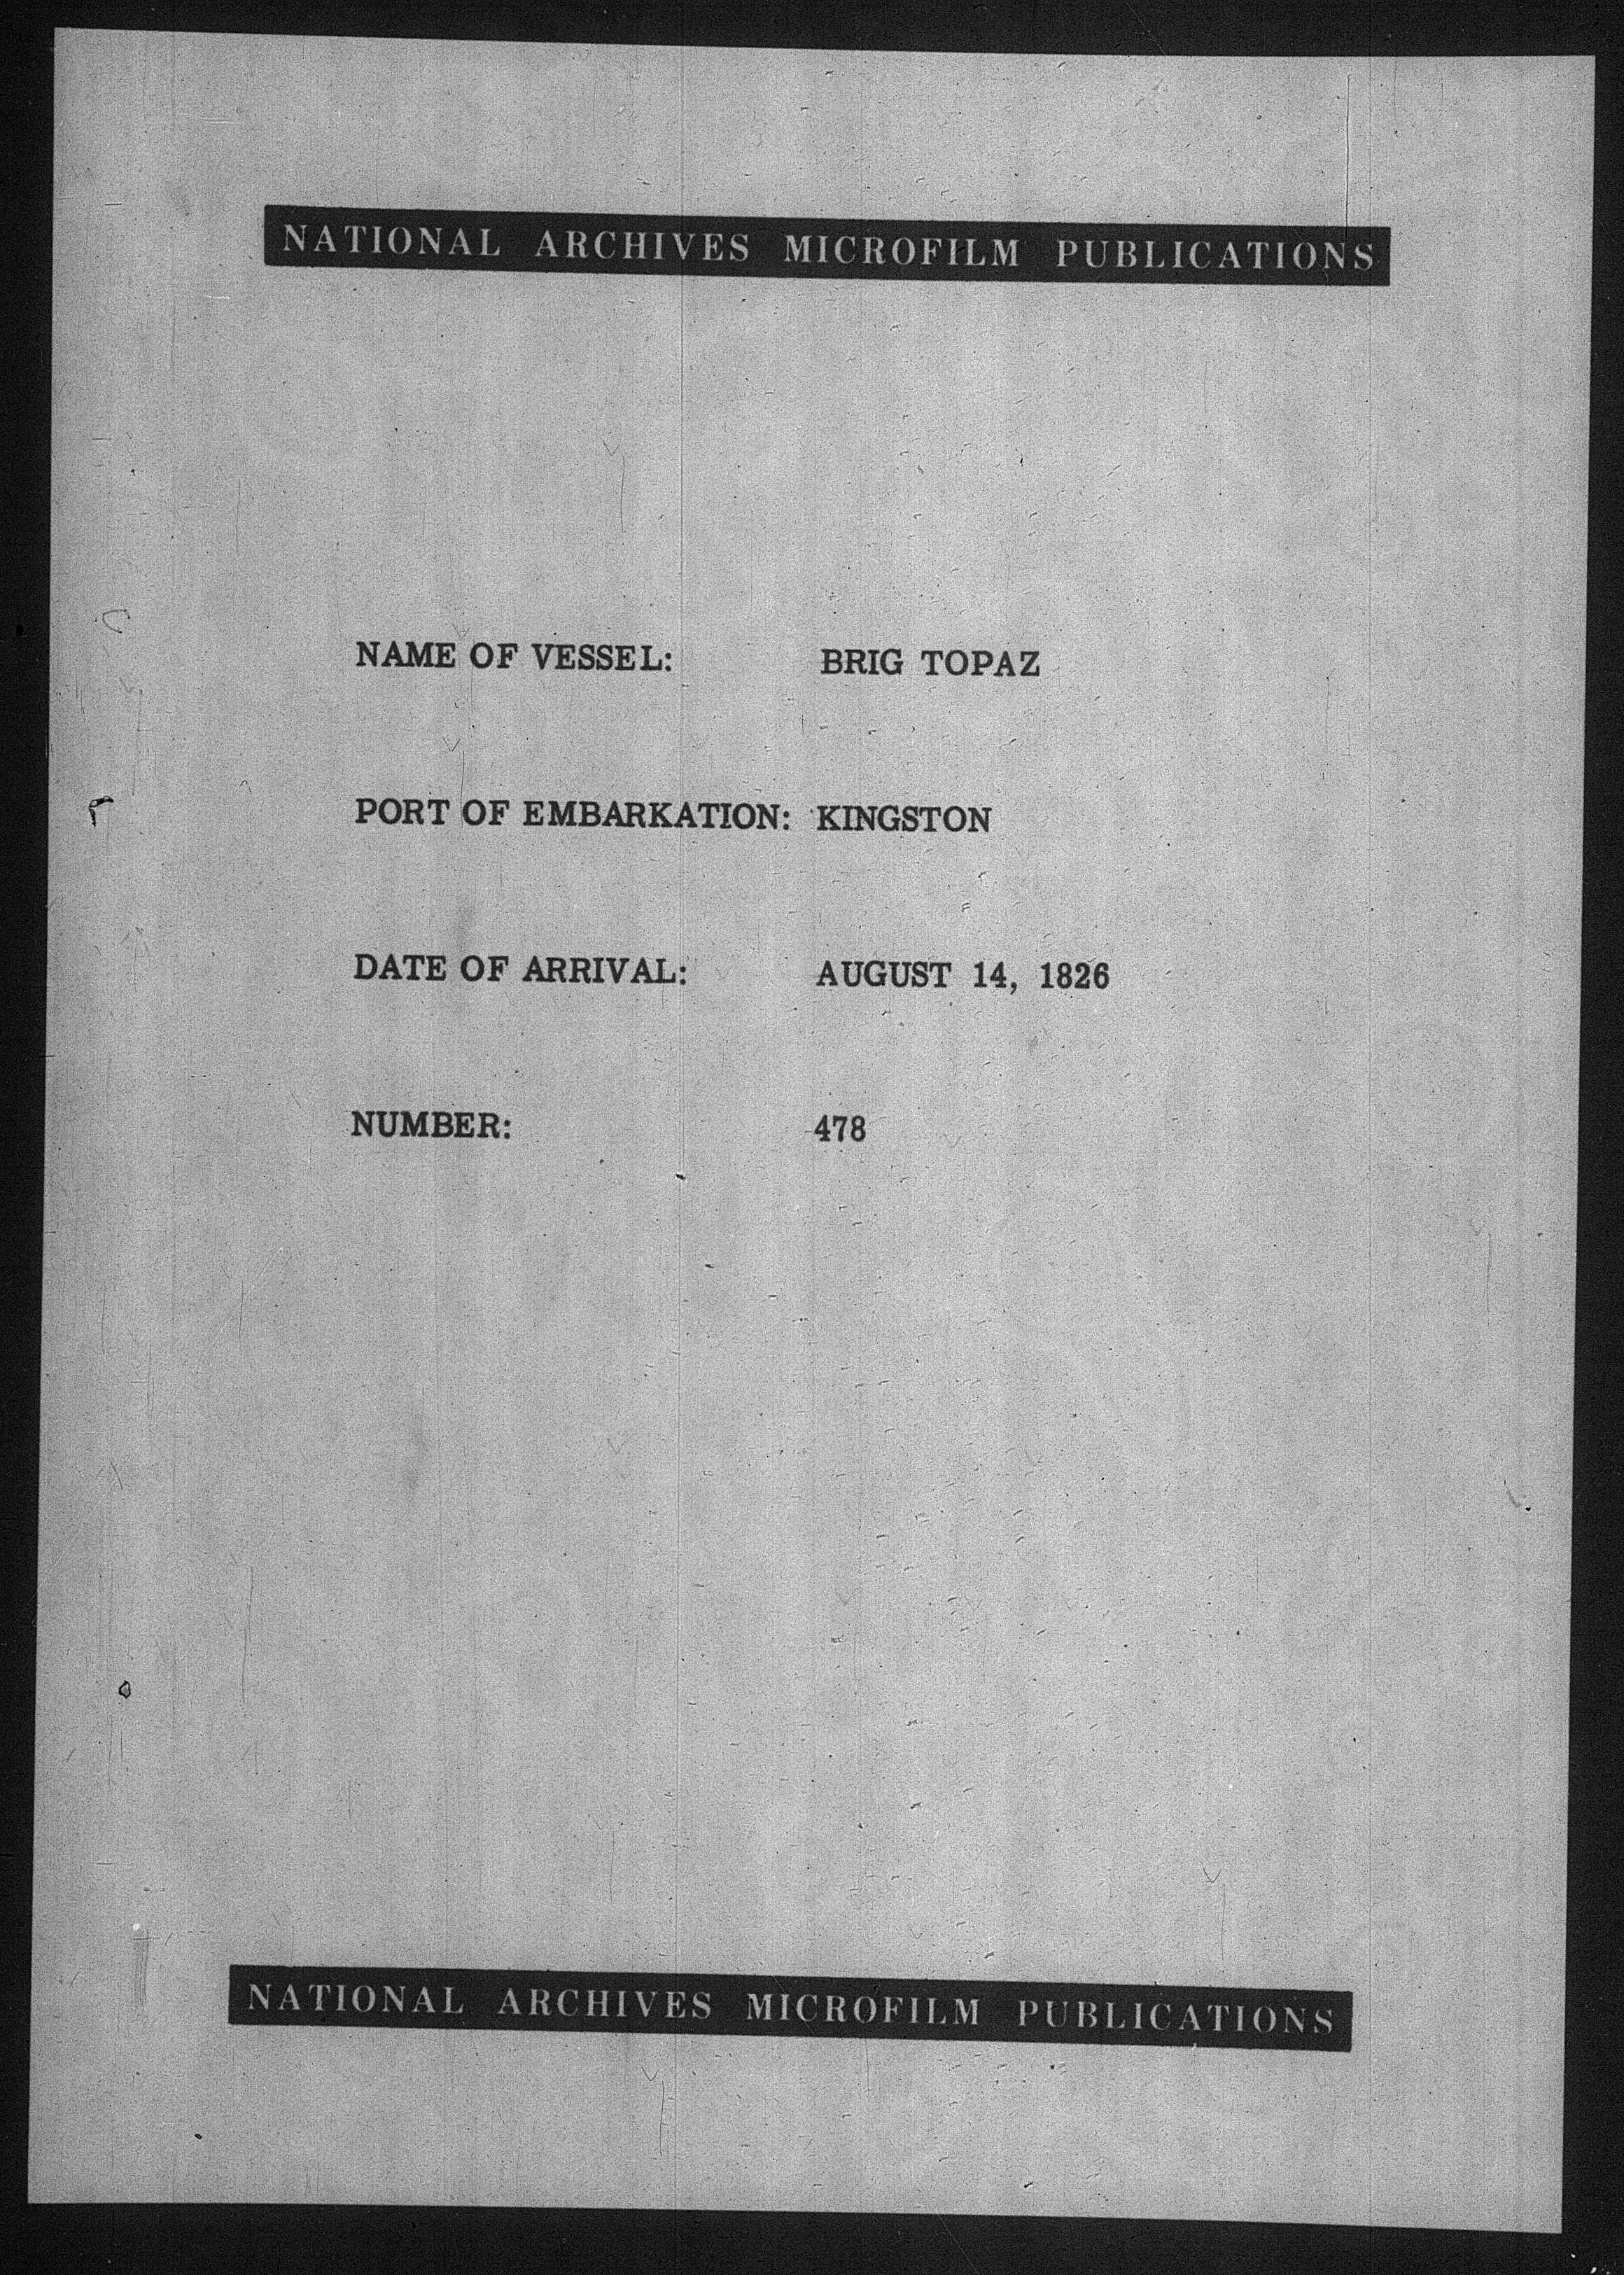 NATIONAL ARCHIVES MICROFILM PUBLICATIONS
NAME OF VESSEL: BRIG TOPAZ
PORT OF EMBARKATION: KINGSTON
DATE OF ARRIVAL: AUGUST 14, 1826
NUMBER: 478
NATIONAL ARCHIVES MICROFILM PUBLICATIONS